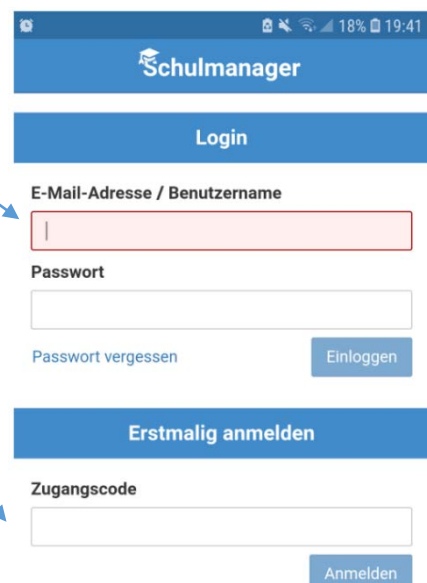 18% 19:41
Schulmanager
Login
E-Mail-Adresse / Benutzername
Passwort
Passwort vergessen
Einloggen
Erstmalig anmelden
Zugangscode
Anmelden